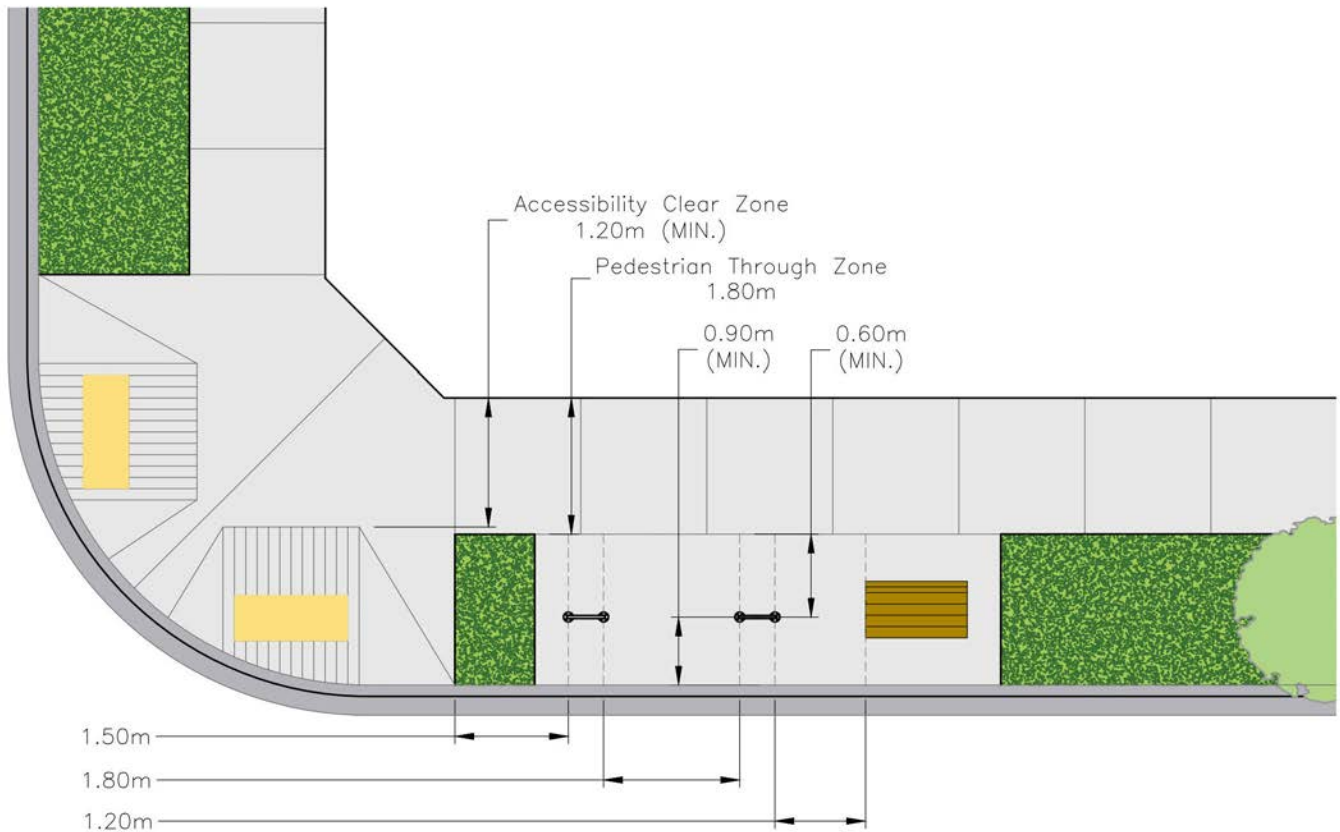 Accessibility Clear Zone
1.20m (MIN.)
Pedestrian Through Zone
1.80m
0.90m
(MIN.)
0.60m
(MIN.)
1.50m
1.80m
1.20m